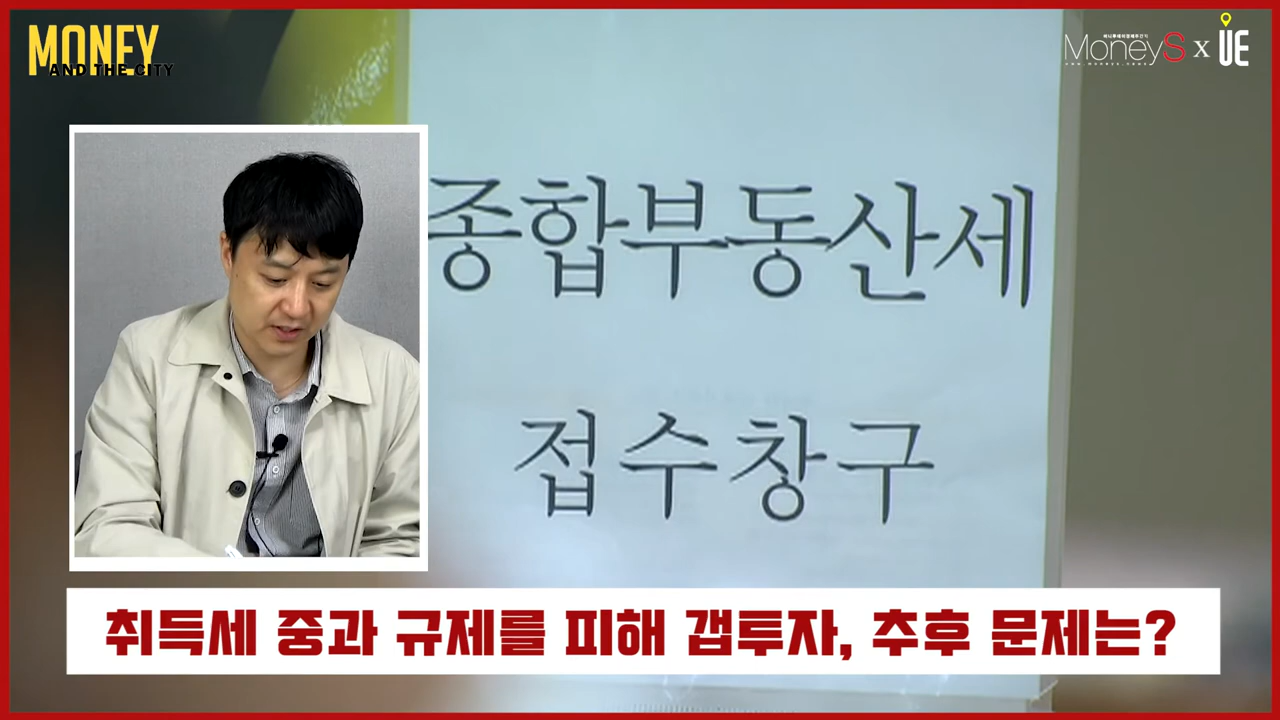 MONEY
AND THE CITY
MoneyS x UE
종합부동산세
접수창구
취득세 중과 규제를 피해 갭투자, 추후 문제는?